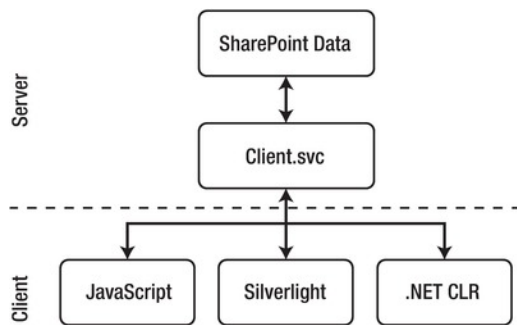 SharePoint Data
Server
Client.svc
Client
JavaScript
Silverlight
.NET CLR